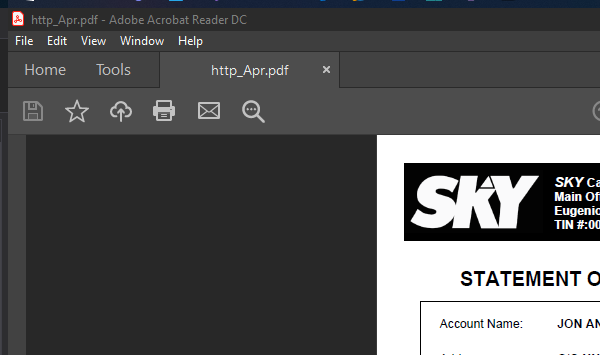 http_Apr.pdf - Adobe Acrobat Reader DC
File Edit View Window Help
Home Tools http_Apr.pdf ×
SKY
SKY Ca
Main Of
Eugenio
TIN #:00
STATEMENT O
Account Name: JON AN